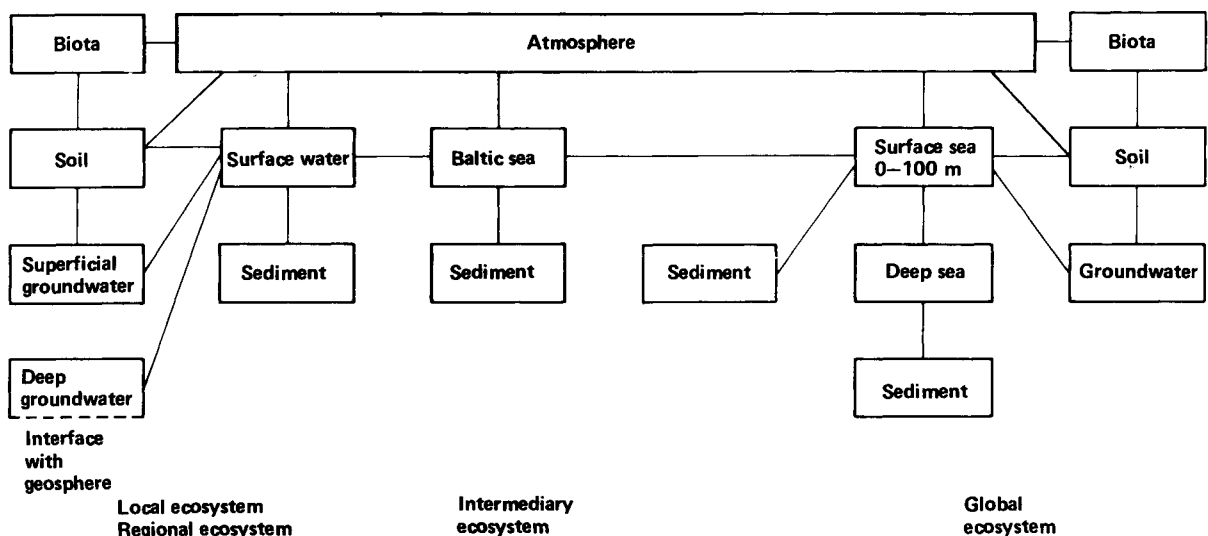 Biota
Atmosphere
Biota
Soil
Surface water
Baltic sea
Surface sea
0–100 m
Soil
Superficial
groundwater
Sediment
Sediment
Sediment
Deep sea
Groundwater
Deep
groundwater
Sediment
Interface
with
geosphere
Local ecosystem
Regional ecosystem
Intermediary
ecosystem
Global
ecosystem